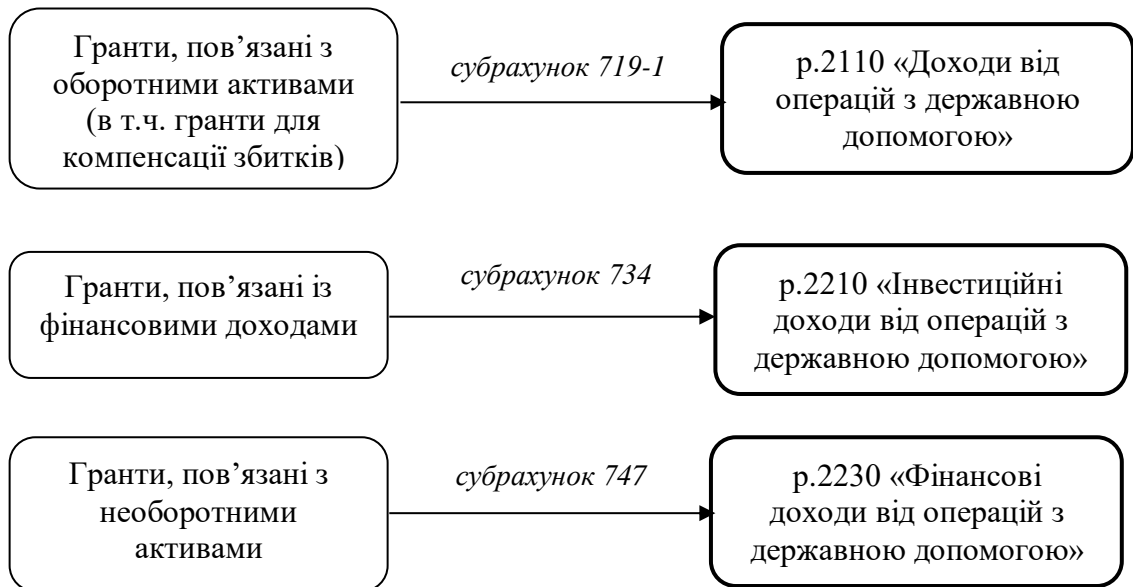 Гранти, пов’язані з
оборотними активами
(в т.ч. гранти для
компенсації збитків)
субрахунок 719-1
р.2110 «Доходи від
операцій з державною
допомогою»
Гранти, пов’язані із
фінансовими доходами
субрахунок 734
р.2210 «Інвестиційні
доходи від операцій з
державною допомогою»
Гранти, пов’язані з
необоротними
активами
субрахунок 747
р.2230 «Фінансові
доходи від операцій з
державною допомогою»